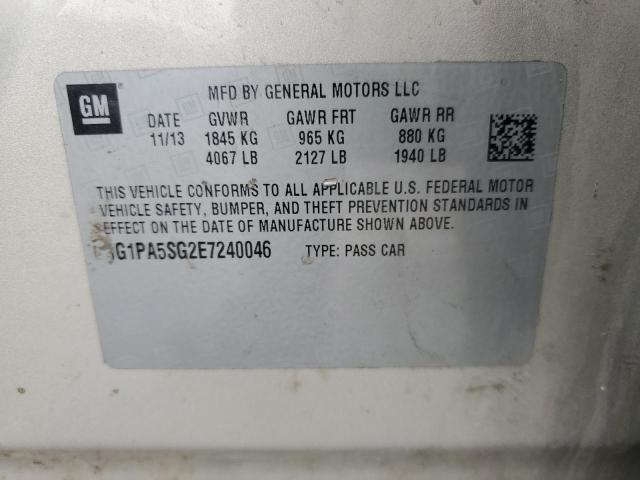 GM
MFD BY GENERAL MOTORS LLC
DATE GVWR GAWR FRT GAWR RR
11/13 1845 KG 965 KG 880 KG
4067 LB 2127 LB 1940 LB
THIS VEHICLE CONFORMS TO ALL APPLICABLE U.S. FEDERAL MOTOR
VEHICLE SAFETY, BUMPER, AND THEFT PREVENTION STANDARDS IN
EFFECT ON THE DATE OF MANUFACTURE SHOWN ABOVE.
G1PA5SG2E7240046 TYPE: PASS CAR